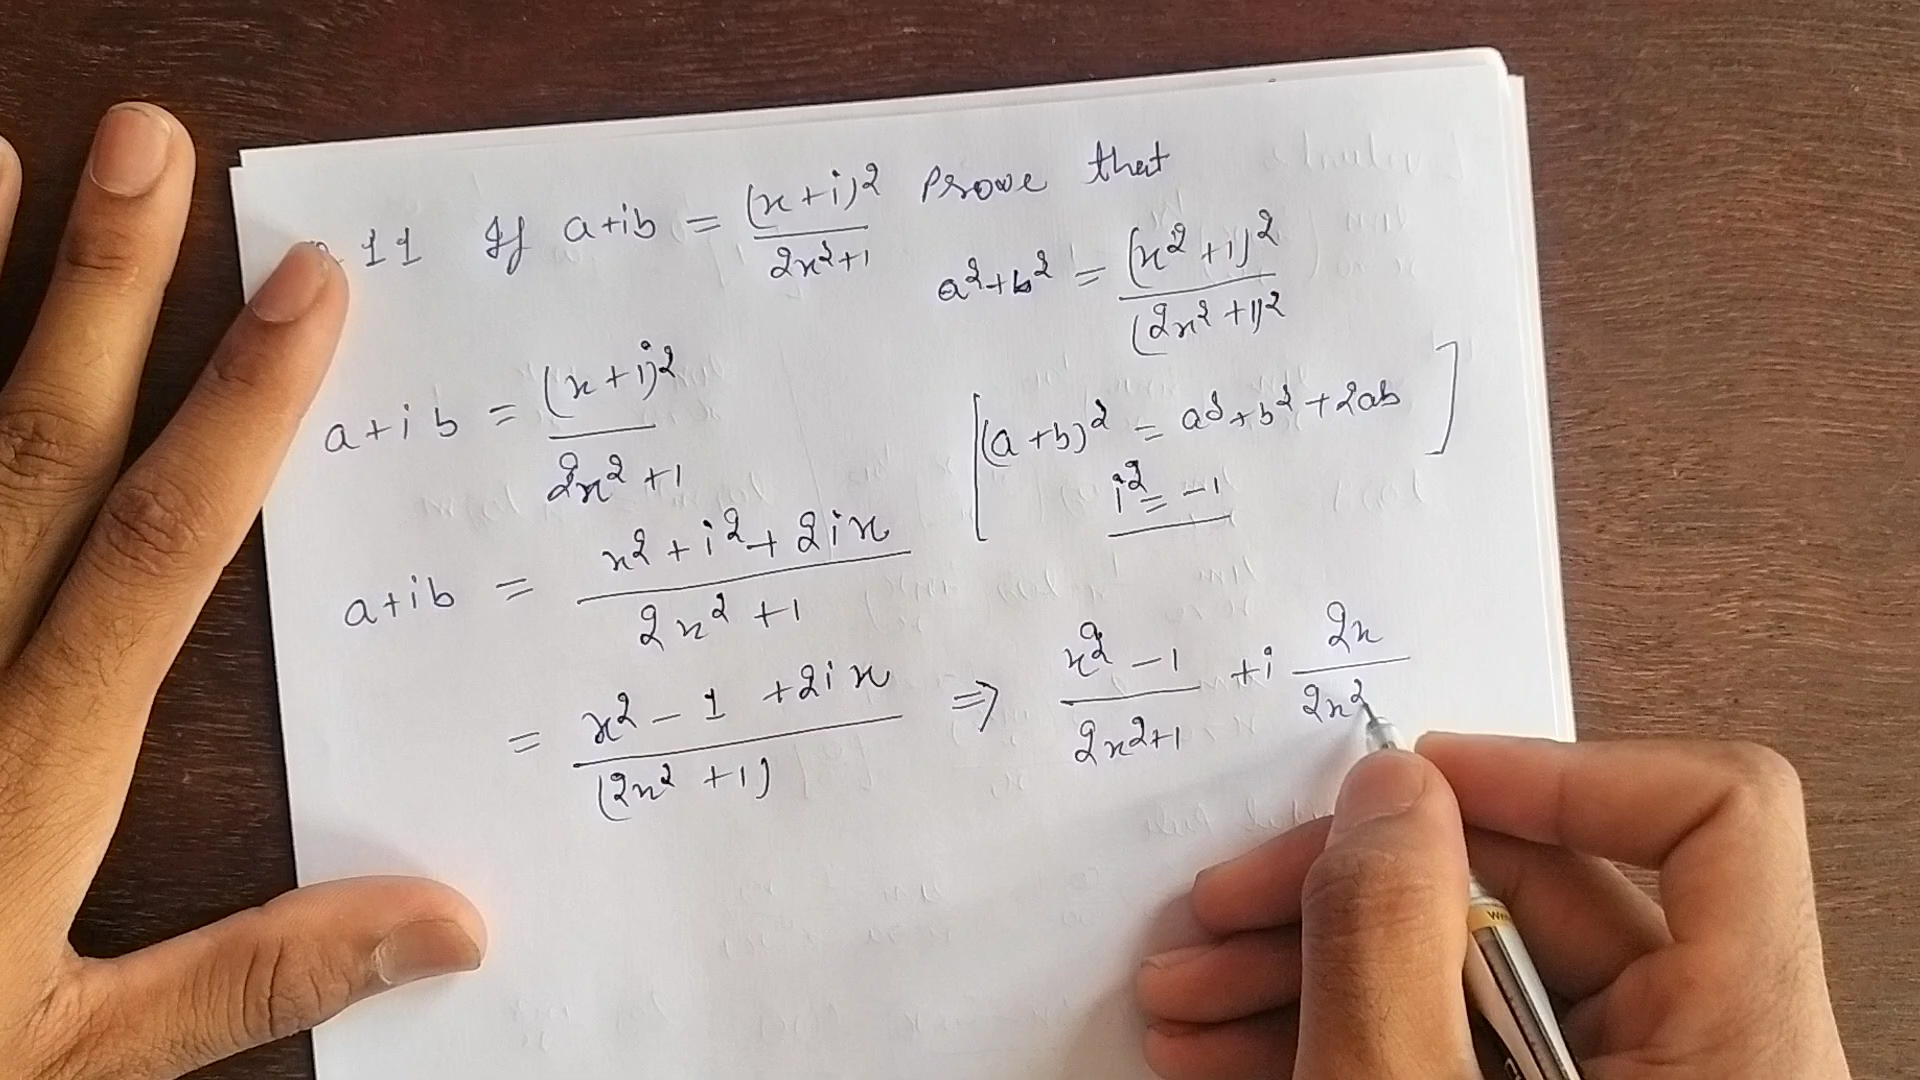 11 If a+ib = (x+i)² / 2x²+1 Prove that
a²+b² = (x²+1)² / (2x²+1)²
a+ib = (x+i)² / 2x²+1
[(a+b)² = a²+b²+2ab]
i² = -1
a+ib = x²+i²+2ix / 2x²+1
= x²-1+2ix / (2x²+1) ⇒ x²-1 / 2x²+1 +i 2x / 2x²